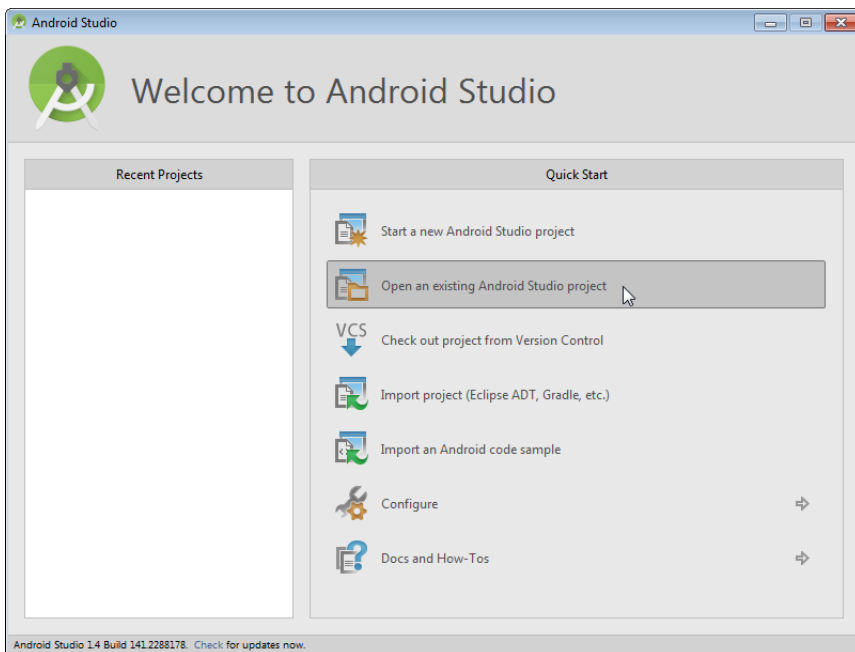 Android Studio
Welcome to Android Studio
Recent Projects
Quick Start
Start a new Android Studio project
Open an existing Android Studio project
VCS
Check out project from Version Control
Import project (Eclipse ADT, Gradle, etc.)
Import an Android code sample
Configure
Docs and How-Tos
Android Studio 1.4 Build 141.2288178. Check for updates now.